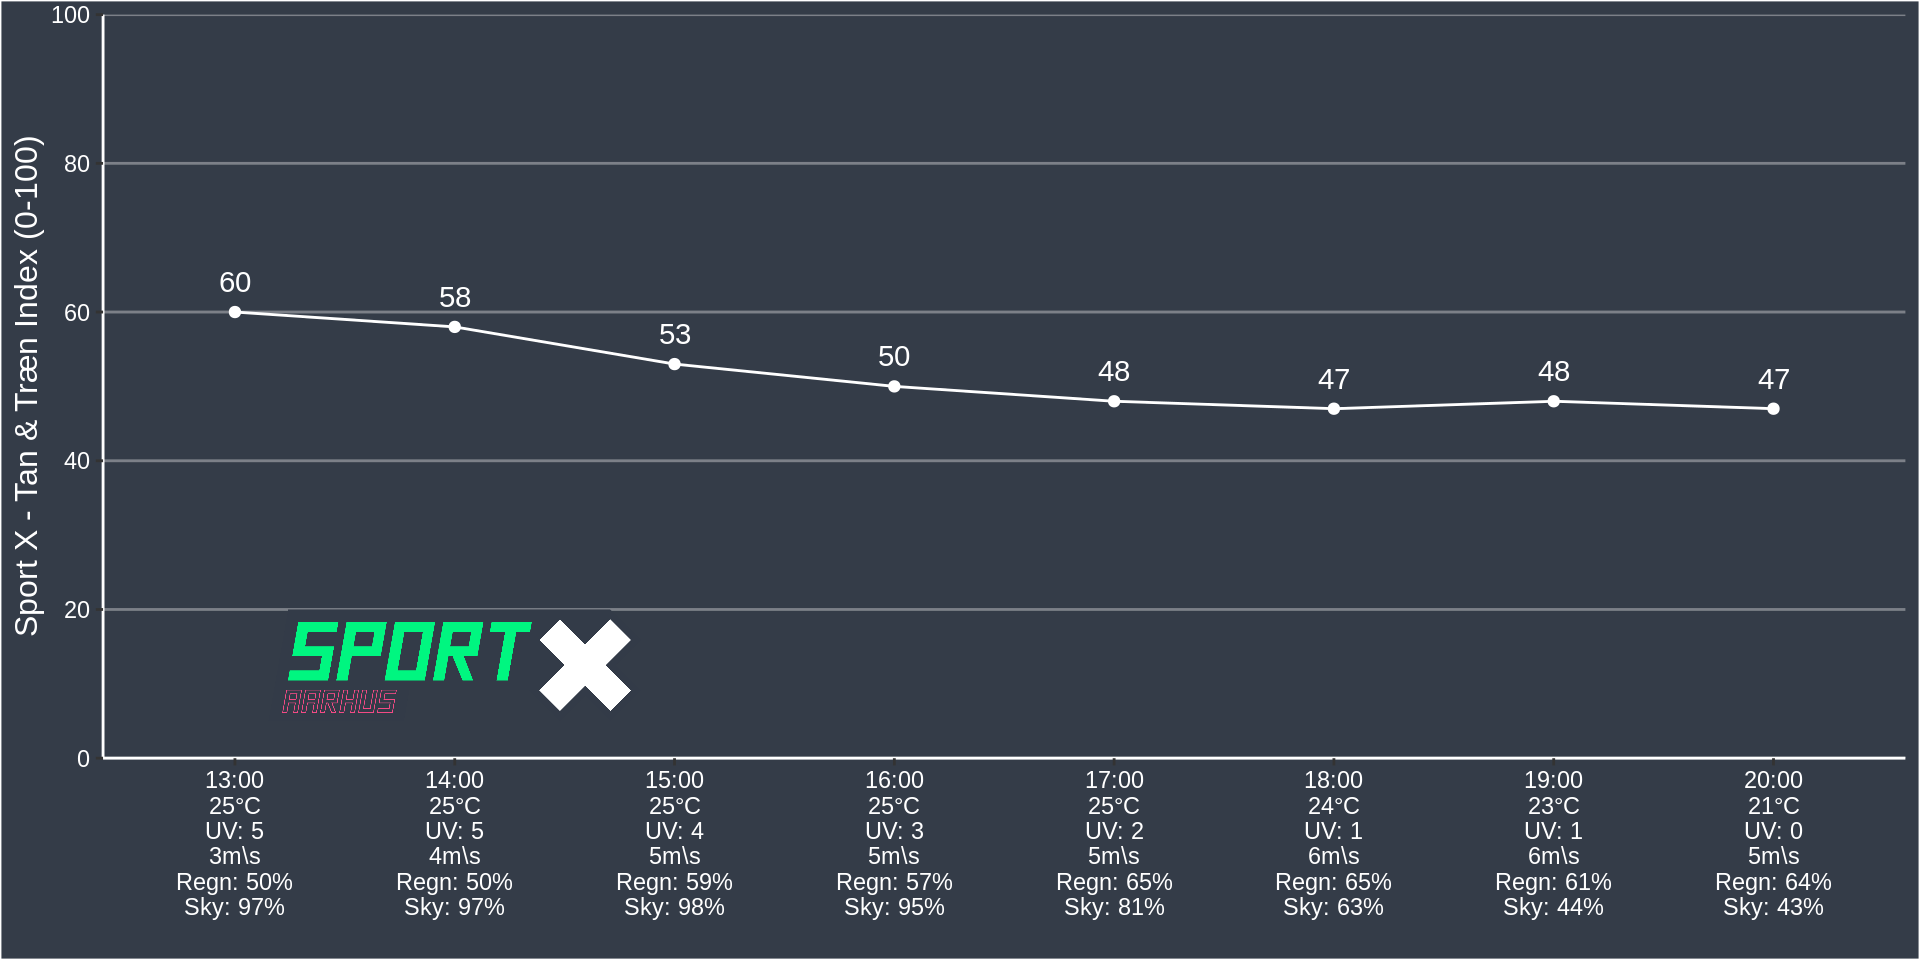 Sport X - Tan & Træn Index (0-100)
100
80
60
40
20
0
60
58
53
50
48
47
48
47
SPORT X
AARHUS
13:00 14:00 15:00 16:00 17:00 18:00 19:00 20:00
25°C 25°C 25°C 25°C 25°C 24°C 23°C 21°C
UV: 5 UV: 5 UV: 4 UV: 3 UV: 2 UV: 1 UV: 1 UV: 0
3m\s 4m\s 5m\s 5m\s 5m\s 6m\s 6m\s 5m\s
Regn: 50% Regn: 50% Regn: 59% Regn: 57% Regn: 65% Regn: 65% Regn: 61% Regn: 64%
Sky: 97% Sky: 97% Sky: 98% Sky: 95% Sky: 81% Sky: 63% Sky: 44% Sky: 43%